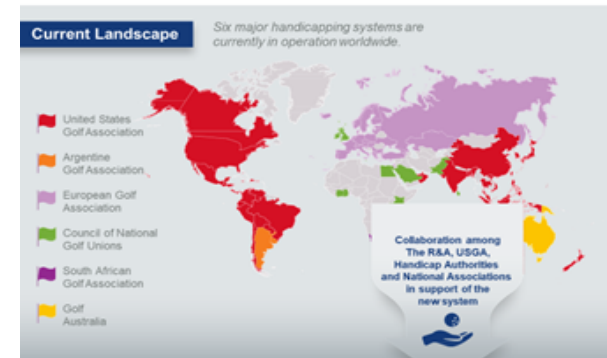 Current Landscape
Six major handicapping systems are
currently in operation worldwide.
United States
Golf Association
Argentine
Golf Association
European Golf
Association
Council of National
Golf Unions
South African
Golf Association
Golf
Australia
Collaboration among
The R&A, USGA,
Handicap Authorities
and National Associations
in support of the
new system